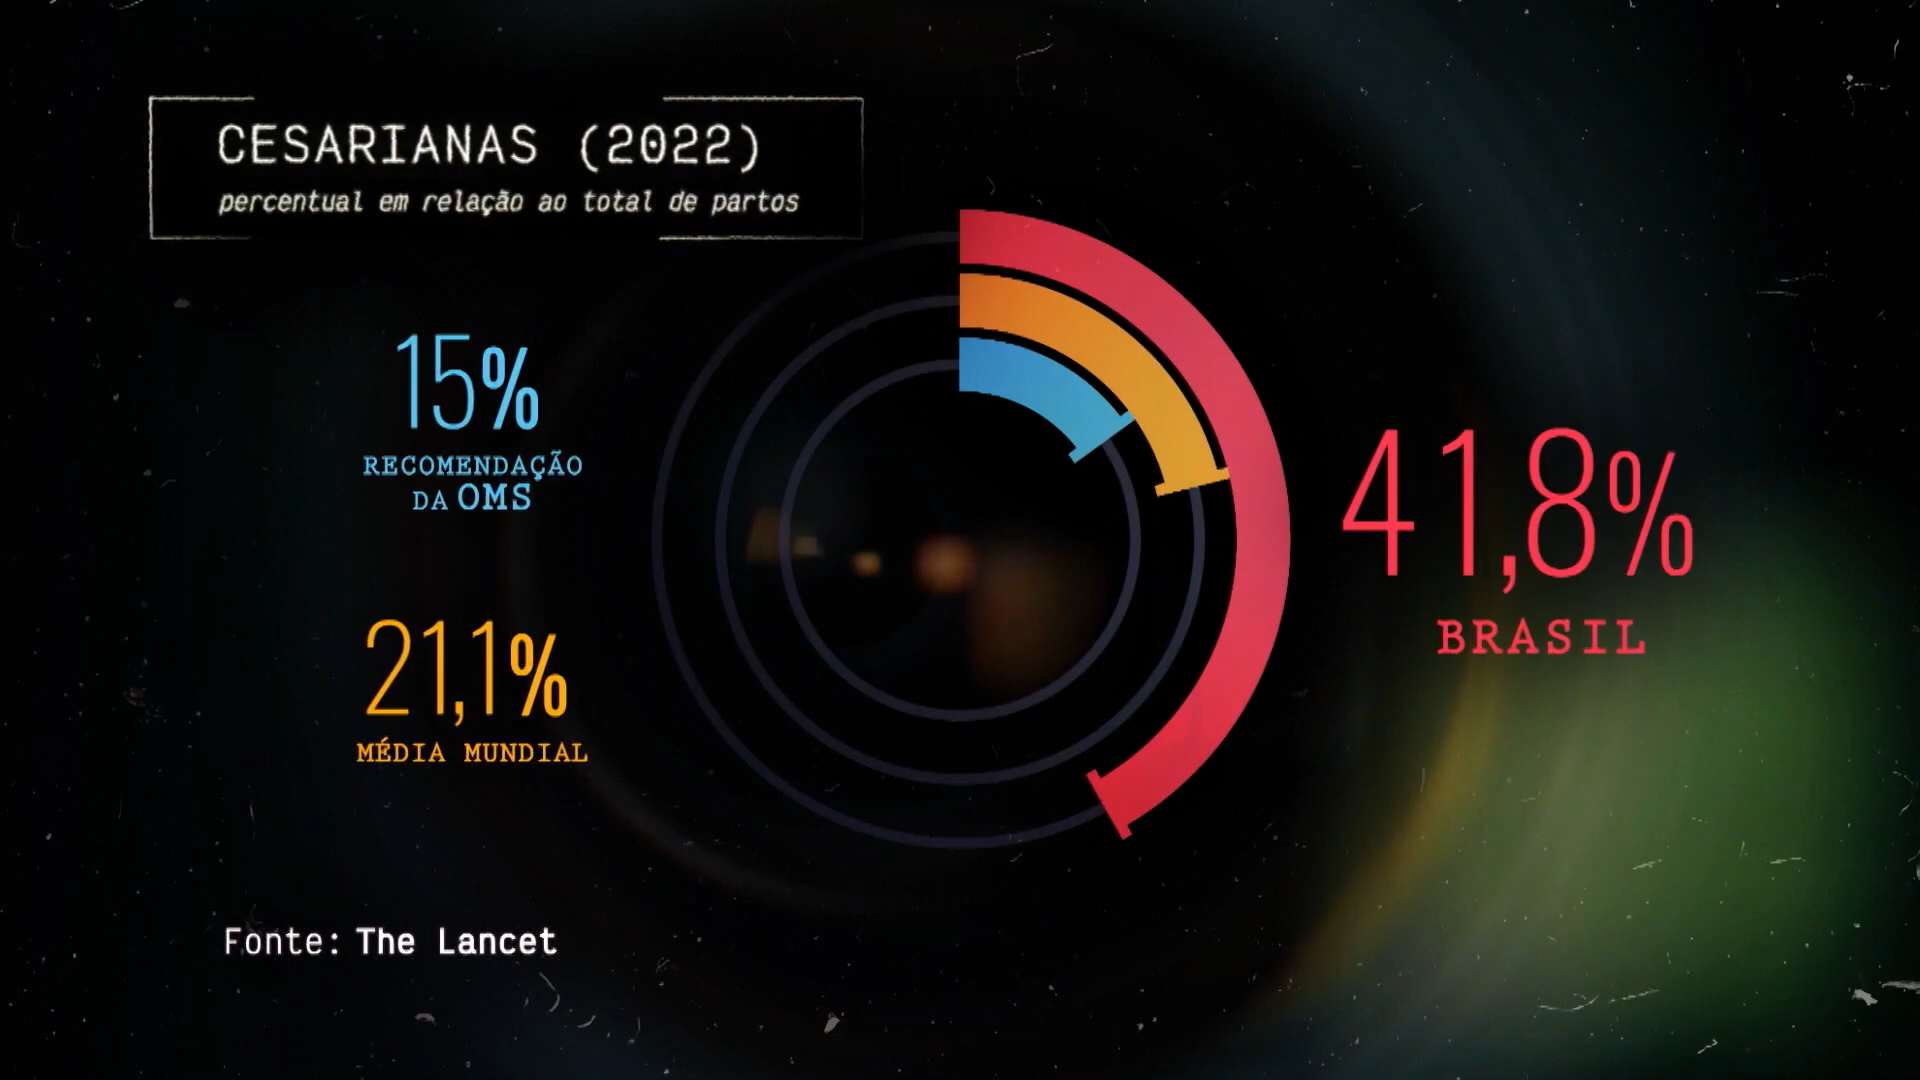 CESARIANAS (2022)
percentual em relação ao total de partos
15%
RECOMENDAÇÃO
DA OMS
21,1%
MÉDIA MUNDIAL
41,8%
BRASIL
Fonte: The Lancet